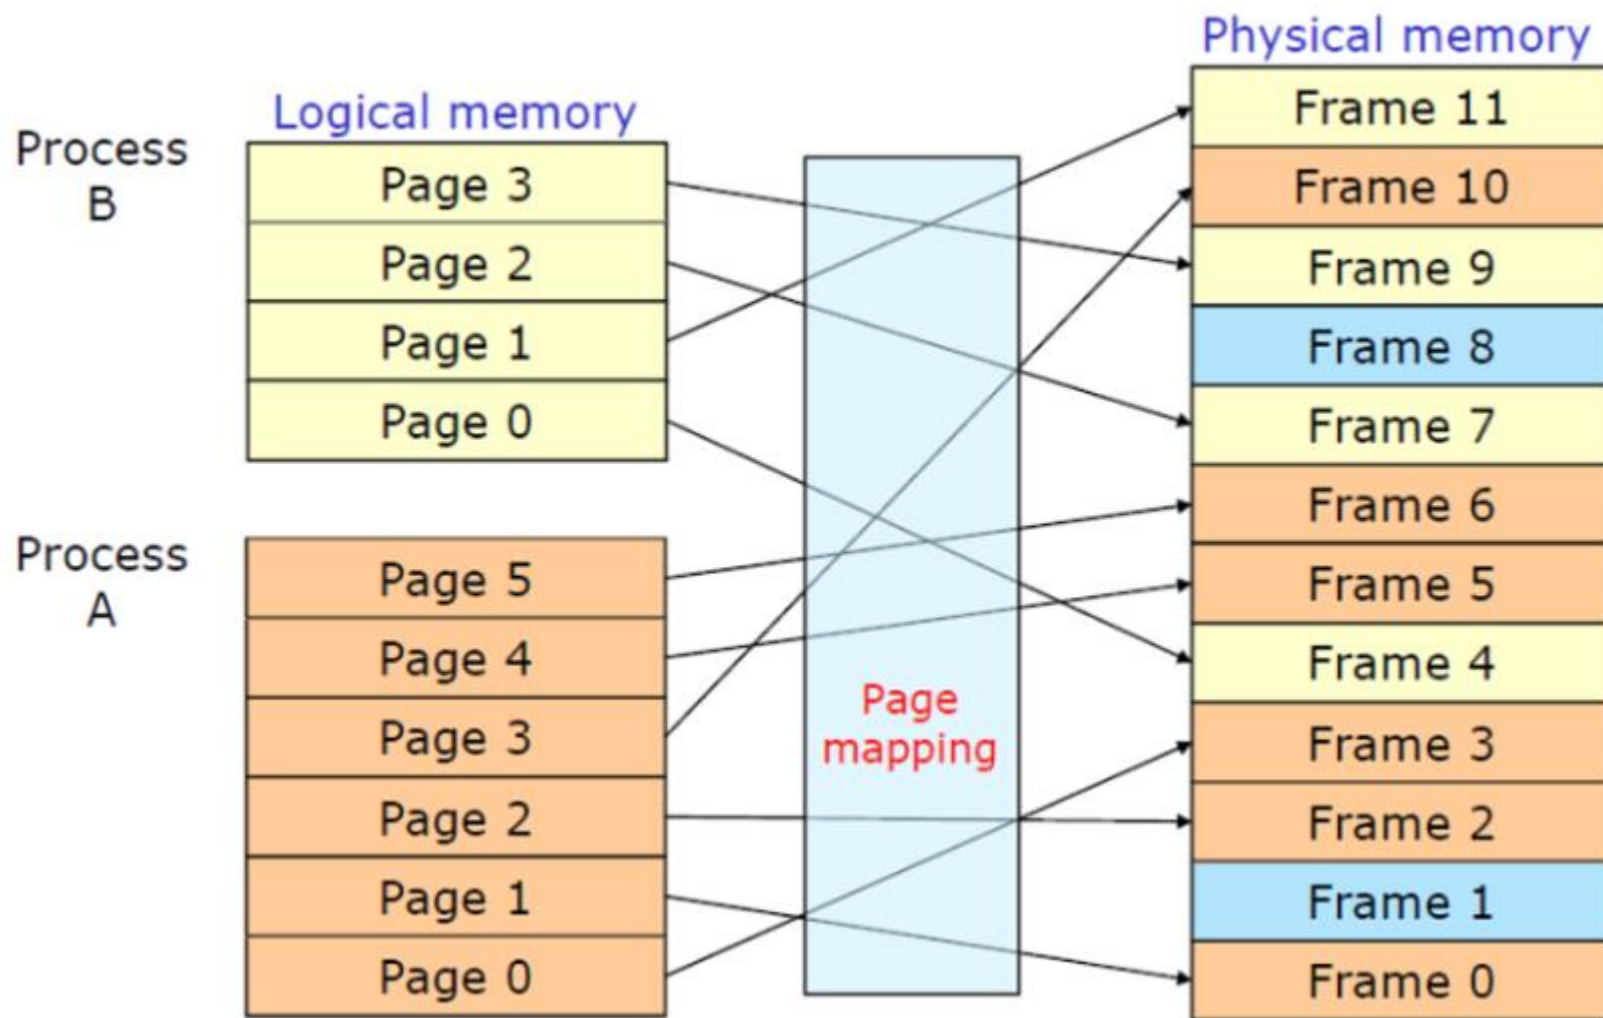 Process
B
Logical memory
Page 3
Page 2
Page 1
Page 0
Process
A
Page 5
Page 4
Page 3
Page 2
Page 1
Page 0
Page
mapping
Physical memory
Frame 11
Frame 10
Frame 9
Frame 8
Frame 7
Frame 6
Frame 5
Frame 4
Frame 3
Frame 2
Frame 1
Frame 0